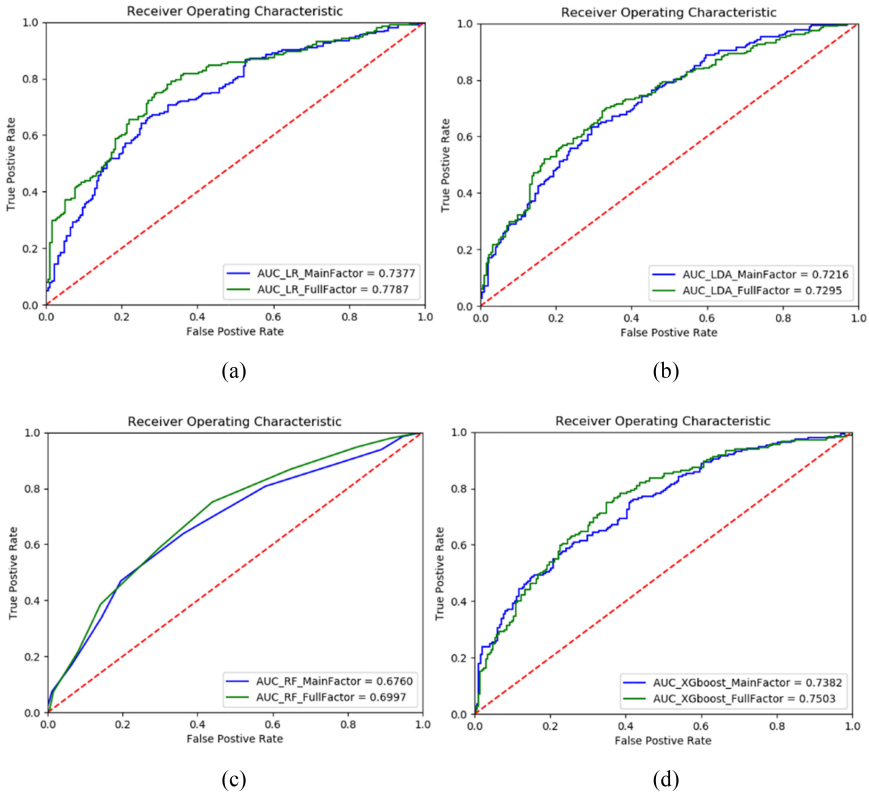 Receiver Operating Characteristic
1.0
0.8
0.6
0.4
0.2
0.0
True Postive Rate
AUC_LR_MainFactor = 0.7377
AUC_LR_FullFactor = 0.7787
0.0 0.2 0.4 0.6 0.8 1.0
False Postive Rate
(a)
Receiver Operating Characteristic
1.0
0.8
0.6
0.4
0.2
0.0
True Postive Rate
AUC_LDA_MainFactor = 0.7216
AUC_LDA_FullFactor = 0.7295
0.0 0.2 0.4 0.6 0.8 1.0
False Postive Rate
(b)
Receiver Operating Characteristic
1.0
0.8
0.6
0.4
0.2
0.0
True Postive Rate
AUC_RF_MainFactor = 0.6760
AUC_RF_FullFactor = 0.6997
0.0 0.2 0.4 0.6 0.8 1.0
False Postive Rate
(c)
Receiver Operating Characteristic
1.0
0.8
0.6
0.4
0.2
0.0
True Postive Rate
AUC_XGboost_MainFactor = 0.7382
AUC_XGboost_FullFactor = 0.7503
0.0 0.2 0.4 0.6 0.8 1.0
False Postive Rate
(d)